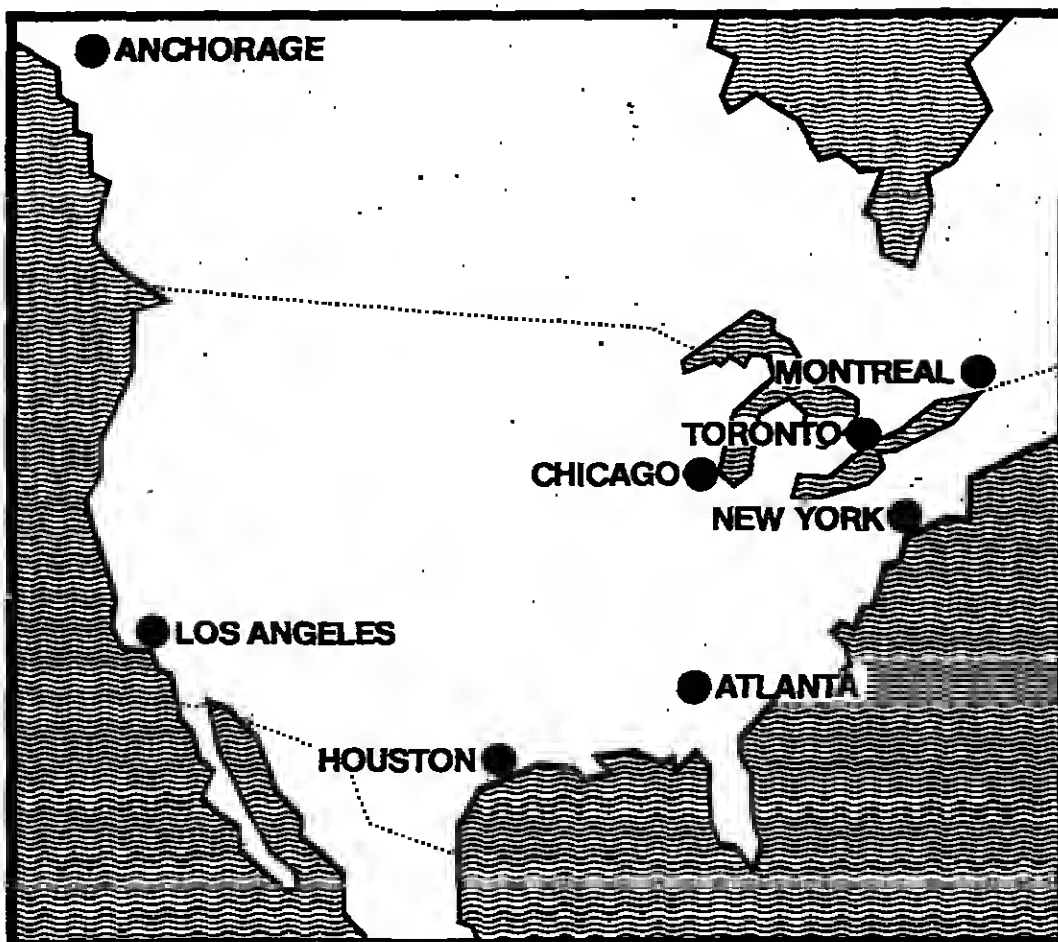 ANCHORAGE
MONTREAL
TORONTO
CHICAGO
NEW YORK
LOS ANGELES
ATLANTA
HOUSTON